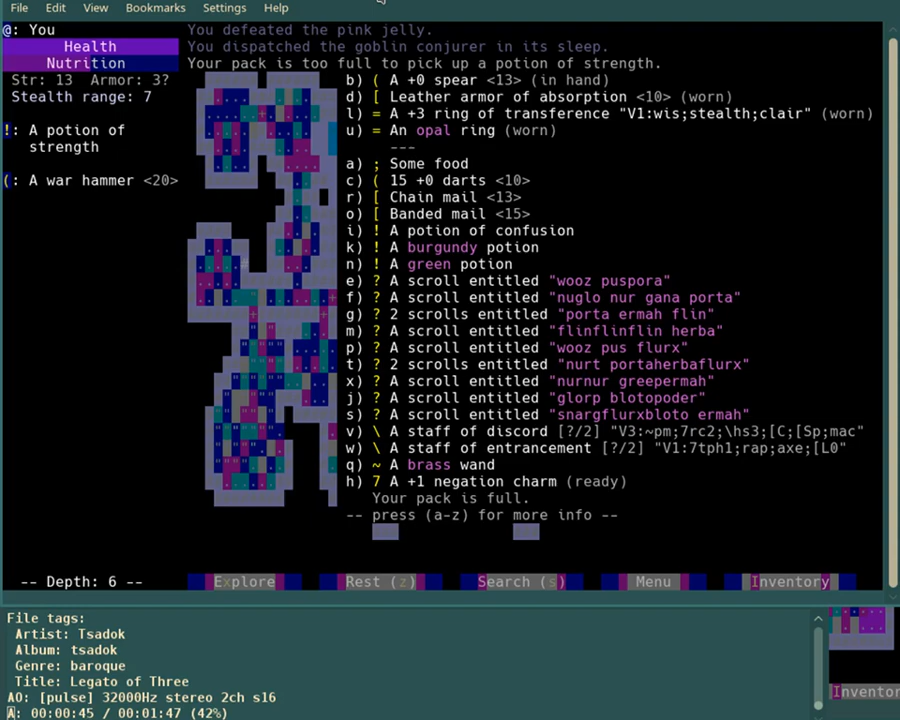 File Edit View Bookmarks Settings Help
@: You
Health
Nutrition
Str: 13 Armor: 3?
Stealth range: 7
!: A potion of
strength
(: A war hammer <20>
-- Depth: 6 --
You defeated the pink jelly.
You dispatched the goblin conjurer in its sleep.
Your pack is too full to pick up a potion of strength.
b) ( A +0 spear <13> (in hand)
d) [ Leather armor of absorption <10> (worn)
l) = A +3 ring of transference "V1:wis;stealth;clair" (worn)
u) = An opal ring (worn)
---
a) ; Some food
c) ( 15 +0 darts <10>
r) [ Chain mail <13>
o) [ Banded mail <15>
i) ! A potion of confusion
k) ! A burgundy potion
n) ! A green potion
e) ? A scroll entitled "wooz puspora"
f) ? A scroll entitled "nuglo nur gana porta"
g) ? 2 scrolls entitled "porta ermah flin"
m) ? A scroll entitled "flinflinflin herba"
p) ? A scroll entitled "wooz pus flurx"
t) ? 2 scrolls entitled "nurt portaherbaflurx"
x) ? A scroll entitled "nurnur greepermah"
j) ? A scroll entitled "glorp blotopoder"
s) ? A scroll entitled "snargflurxbloto ermah"
v) \ A staff of discord [?/2] "V3:~pm;7rc2;\hs3;[C;[Sp;mac"
w) \ A staff of entrancement [?/2] "V1:7tph1;rap;axe;[L0"
q) ~ A brass wand
h) 7 A +1 negation charm (ready)
Your pack is full.
-- press (a-z) for more info --
Explore Rest (z) Search (s) Menu Inventory
File tags:
Artist: Tsadok
Album: tsadok
Genre: baroque
Title: Legato of Three
AO: [pulse] 32000Hz stereo 2ch s16
A: 00:00:45 / 00:01:47 (42%)
Inventor